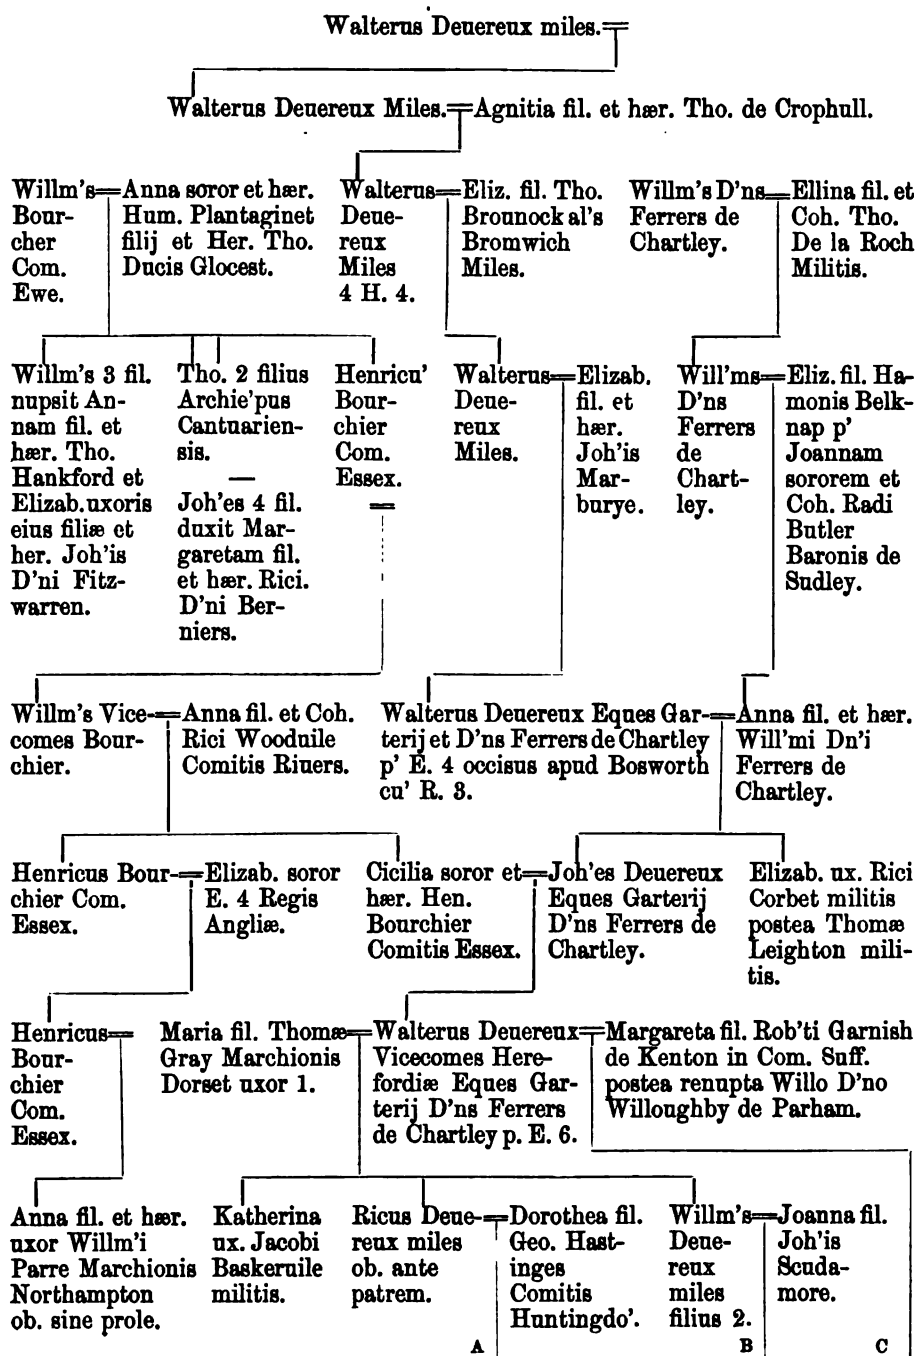 Walterus Deuereux miles.
Walterus Deuereux Miles.=Agnitia fil. et hær. Tho. de Crophull.
Willm's=
Bour-
cher
Com.
Ewe.
Anna soror et hær.
Hum. Plantaginet
filij et Her. Tho.
Ducis Glocest.
Walterus=
Deue-
reux
Miles
4 H. 4.
Eliz. fil. Tho.
Brounock al's
Bromwich
Miles.
Willm's D'ns=
Ferrers de
Chartley.
Ellina fil. et
Coh. Tho.
De la Roch
Militis.
Willm's 3 fil.
nupsit An-
nam fil. et
hær. Tho.
Hankford et
Elizab. uxoris
eius filiæ et
her. Joh'is
D'ni Fitz-
warren.
Tho. 2 filius
Archie'pus
Cantuarien-
sis.
—
Joh'es 4 fil.
duxit Mar-
garetam fil.
et hær. Rici.
D'ni Ber-
niers.
Henricu'
Bour-
chier
Com.
Essex.
=
Walterus=
Deue-
reux
Miles.
Elizab.
fil. et
hær.
Joh'is
Mar-
burye.
Will'ms=
D'ns
Ferrers
de
Chart-
ley.
Eliz. fil. Ha-
monis Belk-
nap p'
Joannam
sororem et
Coh. Radi
Butler
Baronis de
Sudley.
Willm's Vice-=
comes Bour-
chier.
Anna fil. et Coh.
Rici Wooduile
Comitis Riuers.
Walterus Deuereux Eques Gar-=
terij et D'ns Ferrers de Chartley
p' E. 4 occisus apud Bosworth
cu' R. 3.
Anna fil. et hær.
Will'mi Dn'i
Ferrers de
Chartley.
Henricus Bour-=
chier Com.
Essex.
Elizab. soror
E. 4 Regis
Angliæ.
Cicilia soror et=
hær. Hen.
Bourchier
Comitis Essex.
Joh'es Deuereux
Eques Garterij
D'ns Ferrers de
Chartley.
Elizab. ux. Rici
Corbet militis
postea Thomæ
Leighton mili-
tis.
Henricus=
Bour-
chier
Com.
Essex.
Maria fil. Thomæ=
Gray Marchionis
Dorset uxor 1.
Walterus Deuereux=
Vicecomes Here-
fordiæ Eques Gar-
terij D'ns Ferrers
de Chartley p. E. 6.
Margareta fil. Rob'ti Garnish
de Kenton in Com. Suff.
postea renupta Willo D'no
Willoughby de Parham.
Anna fil. et hær.
uxor Willm'i
Parre Marchionis
Northampton
ob. sine prole.
Katherina
ux. Jacobi
Baskeruile
militis.
Ricus Deue-=
reux miles
ob. ante
patrem.
Dorothea fil.
Geo. Hast-
inges
Comitis
Huntingdo'.
Willm's=
Deue-
reux
miles
filius 2.
Joanna fil.
Joh'is
Scuda-
more.
A
B
C